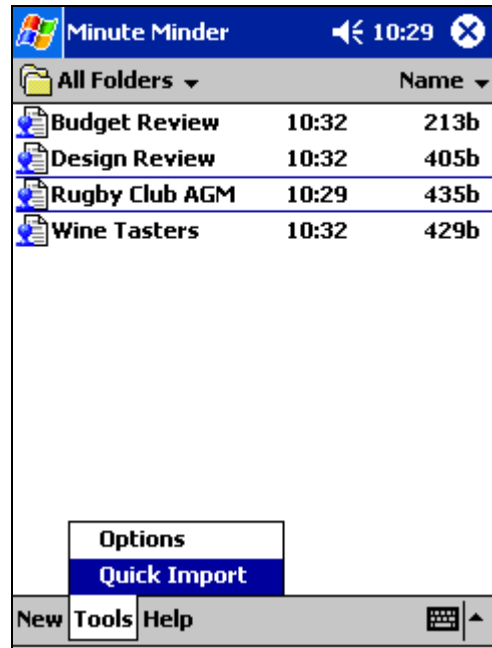 Minute Minder 10:29
All Folders Name
Budget Review 10:32 213b
Design Review 10:32 405b
Rugby Club AGM 10:29 435b
Wine Tasters 10:32 429b
Options
Quick Import
New Tools Help